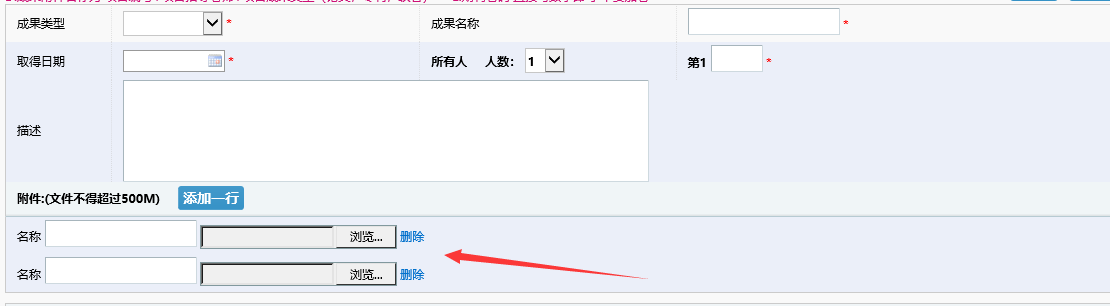 成果类型 * 成果名称 *
取得日期 * 所有人 人数: 1 第1 *
描述
附件:(文件不得超过500M) 添加一行
名称 浏览... 删除
名称 浏览... 删除